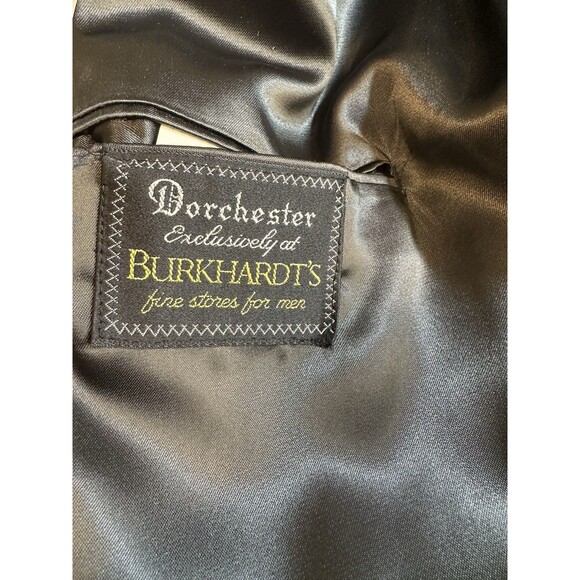 Dorchester
Exclusively at
BURKHARDT'S
fine stores for men